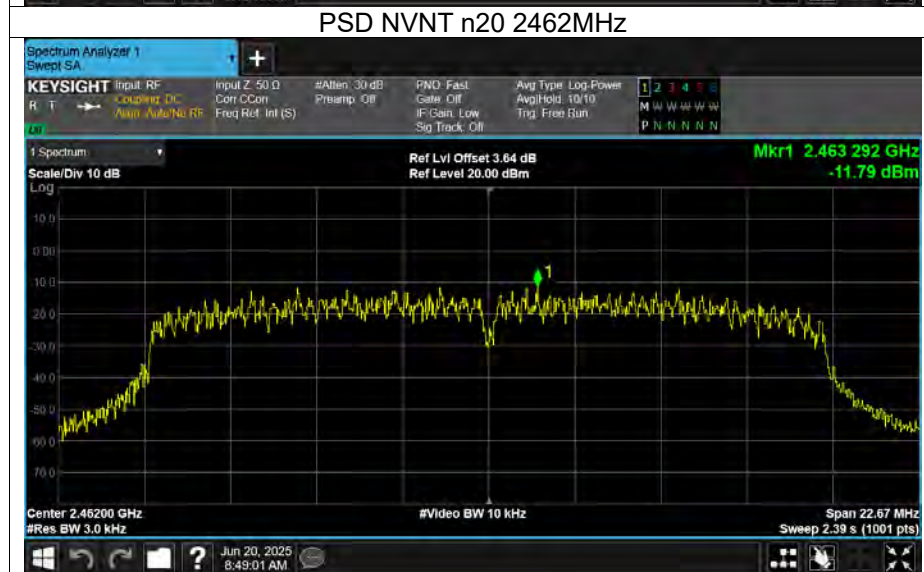 PSD NVNT n20 2462MHz
Spectrum Analyzer 1
Swept SA
+
KEYSIGHT Input: RF
R T
Coupling: DC
Align: Auto/No RF
Input Z: 50 Ω
Corr CCorr
Freq Ref: Int (S)
#Atten: 30 dB
Preamp: Off
PNO: Fast
Gate: Off
IF Gain: Low
Sig Track: Off
Avg Type: Log-Power
Avg|Hold: 10/10
Trig: Free Run
1 2 3 4 5 6
M W W W W W
P N N N N N
1 Spectrum
Scale/Div 10 dB
Log
Ref Lvl Offset 3.64 dB
Ref Level 20.00 dBm
Mkr1 2.463 292 GHz
-11.79 dBm
10.0
0.00
-10.0
-20.0
-30.0
-40.0
-50.0
-60.0
-70.0
1
Center 2.46200 GHz
#Res BW 3.0 kHz
#Video BW 10 kHz
Span 22.67 MHz
Sweep 2.39 s (1001 pts)
?
Jun 20, 2025
8:49:01 AM